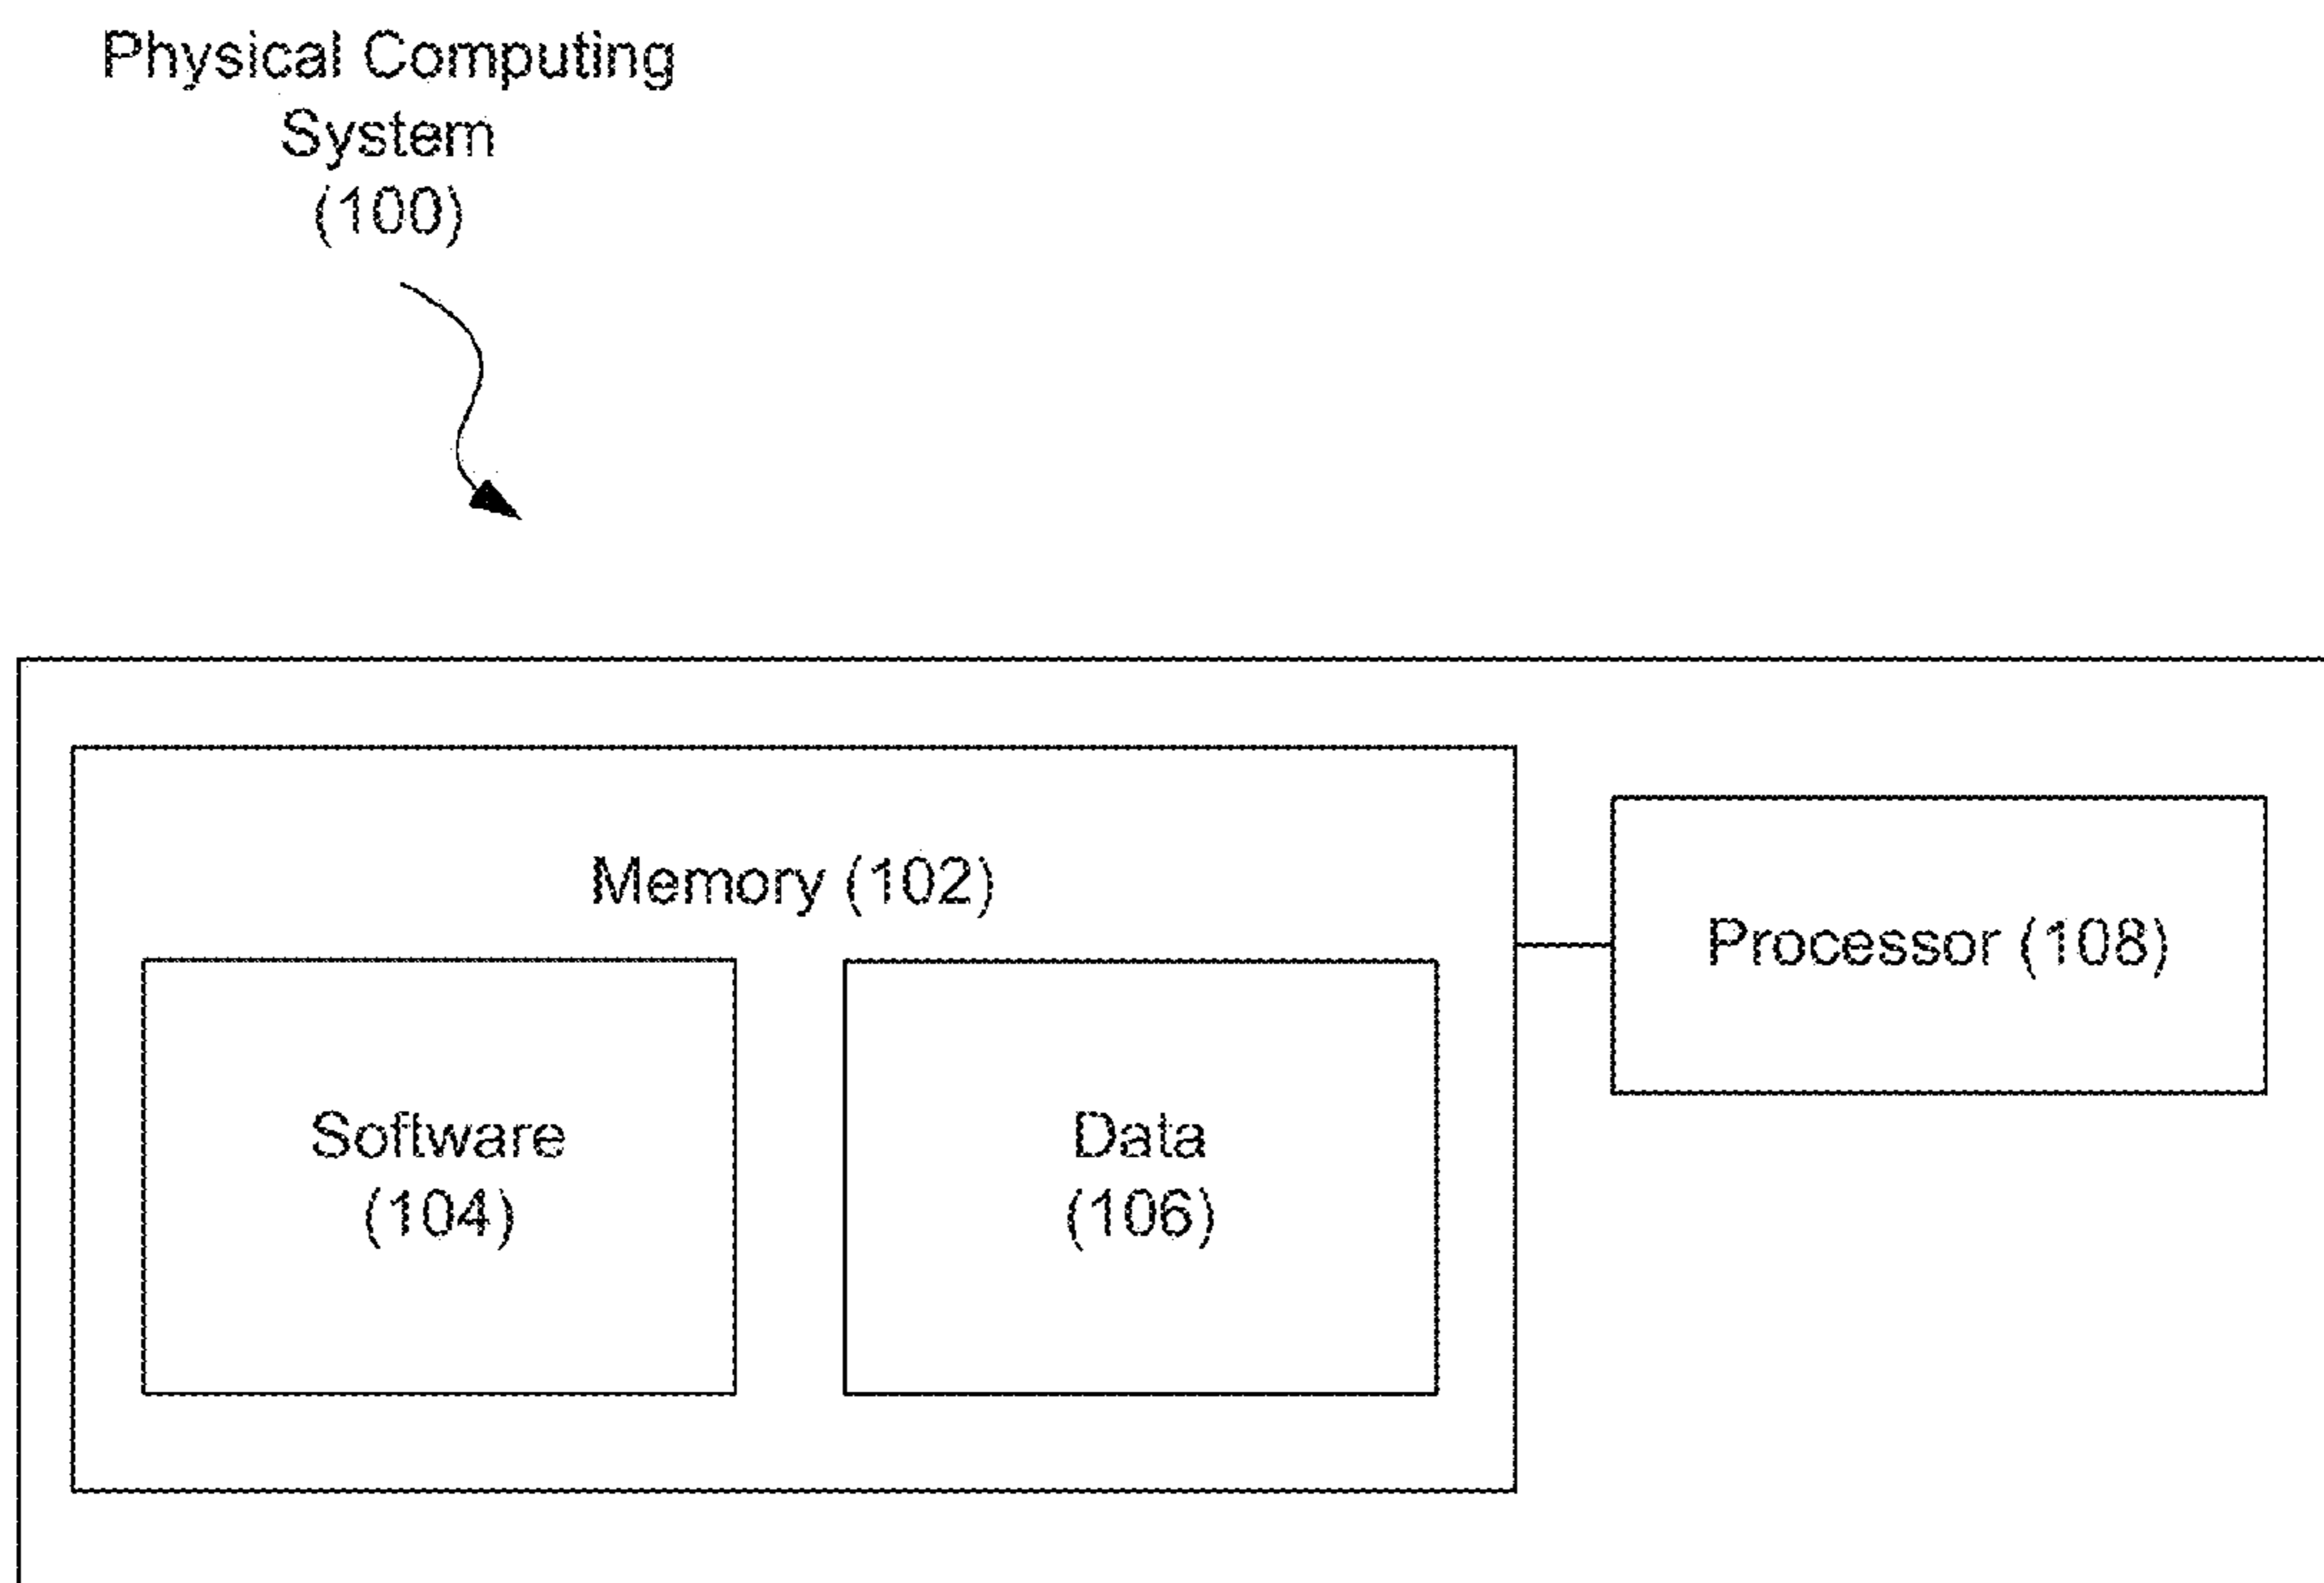 Physical Computing
System
(100)
Memory (102)
Processor (108)
Software
(104)
Data
(106)